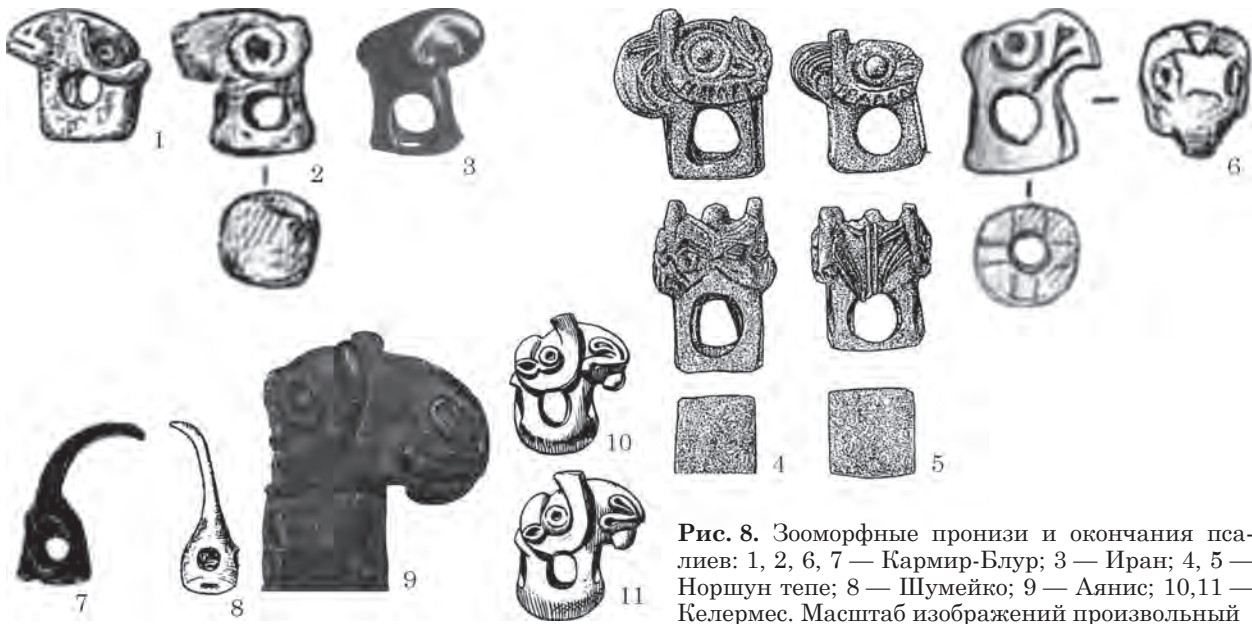 1
2
3
4
5
6
7
8
9
10
11
Рис. 8. Зооморфные пронизи и окончания пса-
лиев: 1, 2, 6, 7 — Кармир-Блур; 3 — Иран; 4, 5 —
Норшун тепе; 8 — Шумейко; 9 — Аянис; 10,11 —
Келермес. Масштаб изображений произвольный